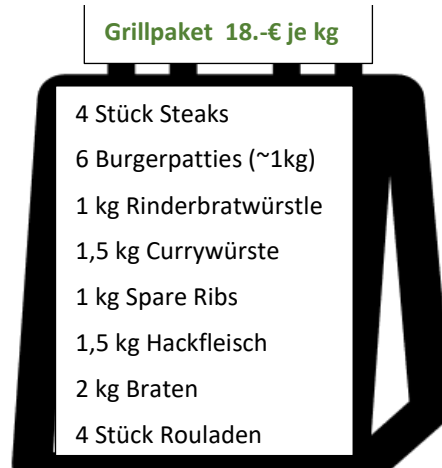 Grillpaket 18.-€ je kg
4 Stück Steaks
6 Burgerpatties (~1kg)
1 kg Rinderbratwürstle
1,5 kg Currywürste
1 kg Spare Ribs
1,5 kg Hackfleisch
2 kg Braten
4 Stück Rouladen